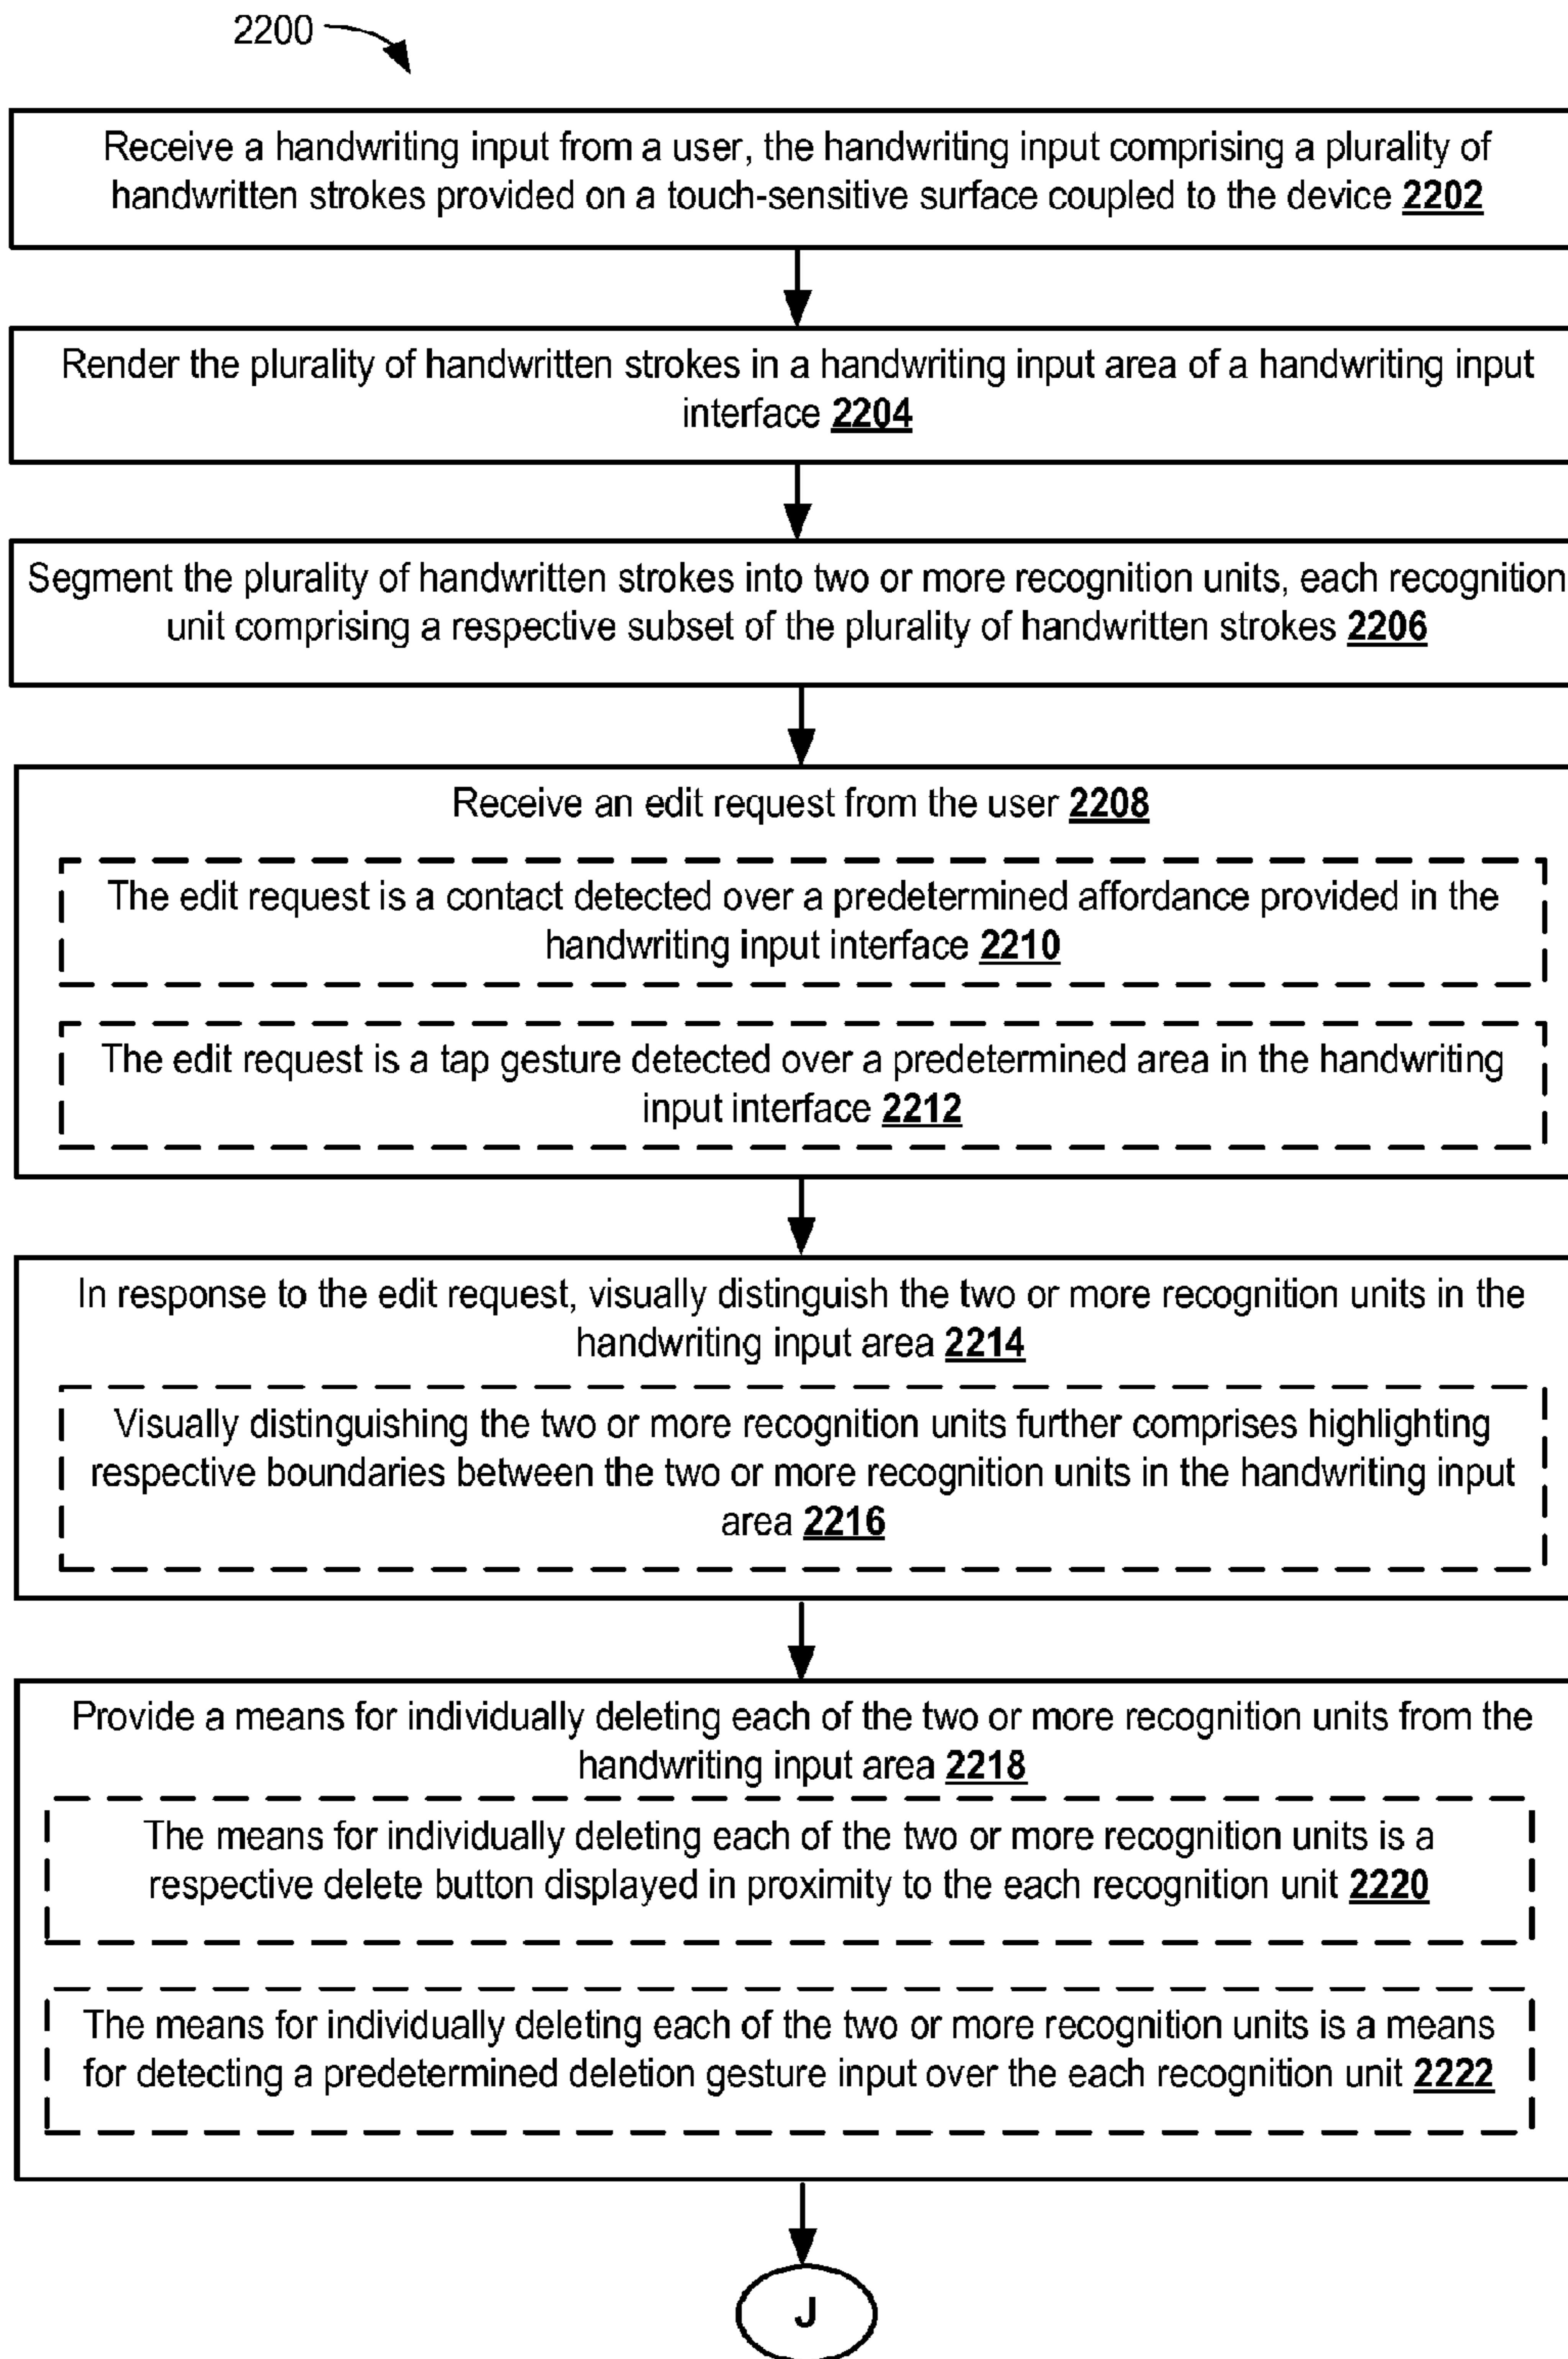 2200
Receive a handwriting input from a user, the handwriting input comprising a plurality of
handwritten strokes provided on a touch-sensitive surface coupled to the device 2202
Render the plurality of handwritten strokes in a handwriting input area of a handwriting input
interface 2204
Segment the plurality of handwritten strokes into two or more recognition units, each recognition
unit comprising a respective subset of the plurality of handwritten strokes 2206
Receive an edit request from the user 2208
The edit request is a contact detected over a predetermined affordance provided in the
handwriting input interface 2210
The edit request is a tap gesture detected over a predetermined area in the handwriting
input interface 2212
In response to the edit request, visually distinguish the two or more recognition units in the
handwriting input area 2214
Visually distinguishing the two or more recognition units further comprises highlighting
respective boundaries between the two or more recognition units in the handwriting input
area 2216
Provide a means for individually deleting each of the two or more recognition units from the
handwriting input area 2218
The means for individually deleting each of the two or more recognition units is a
respective delete button displayed in proximity to the each recognition unit 2220
The means for individually deleting each of the two or more recognition units is a means
for detecting a predetermined deletion gesture input over the each recognition unit 2222
J